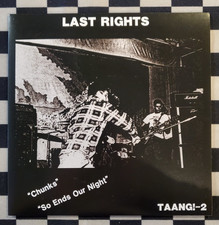 LAST RIGHTS
"Chunks"
"So Ends Our Night"
TAANG!-2